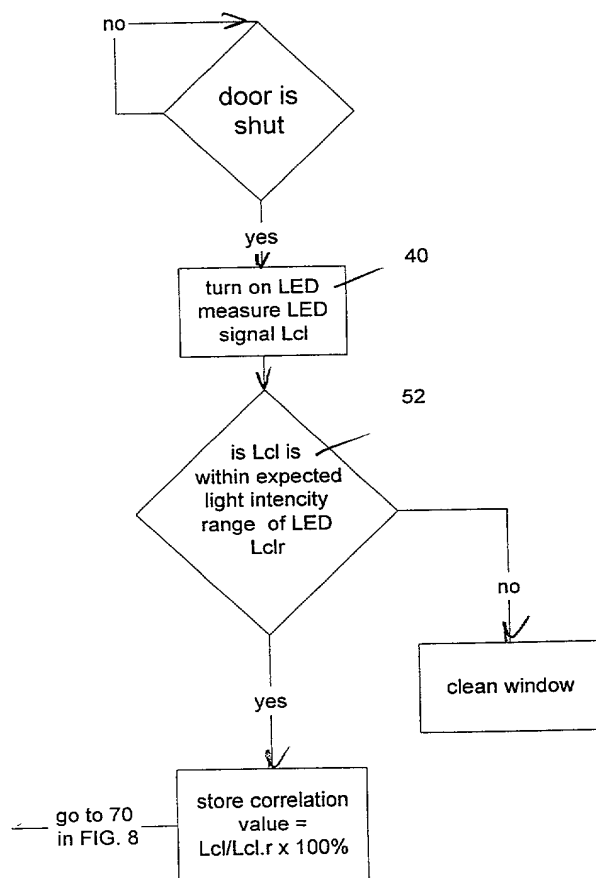 no
door is
shut
yes
40
turn on LED
measure LED
signal Lcl
52
is Lcl is
within expected
light intencity
range of LED
Lclr
no
clean window
yes
store correlation
value =
Lcl/Lcl.r x 100%
go to 70
in FIG. 8